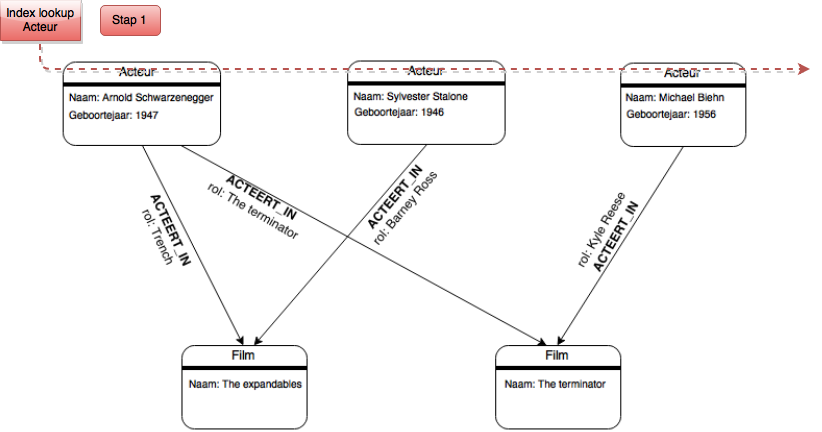 Index lookup
Acteur
Stap 1
Acteur
Naam: Arnold Schwarzenegger
Geboortejaar: 1947
Acteur
Naam: Sylvester Stalone
Geboortejaar: 1946
Acteur
Naam: Michael Biehn
Geboortejaar: 1956
ACTEERT_IN
rol: Trench
ACTEERT_IN
rol: The terminator
ACTEERT_IN
rol: Barney Ross
rol: Kyle Reese
ACTEERT_IN
Film
Naam: The expandables
Film
Naam: The terminator